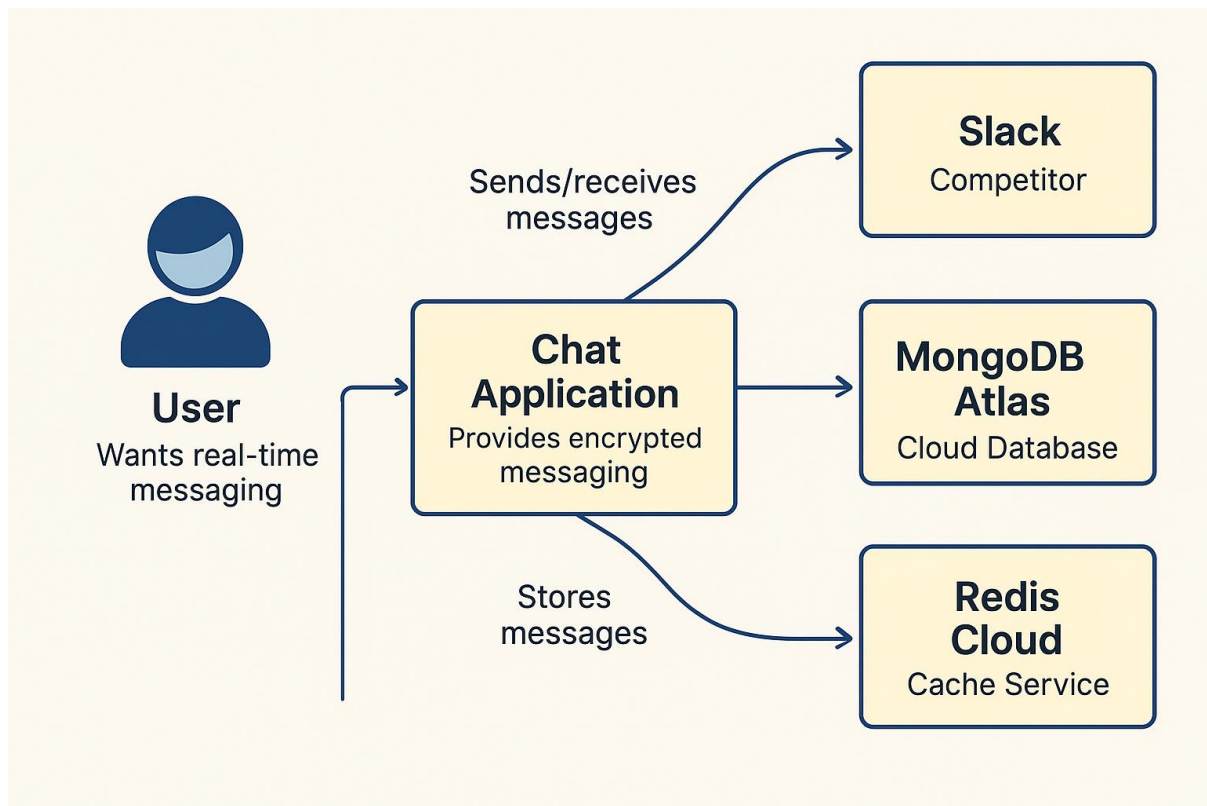 User
Wants real-time
messaging
Sends/receives
messages
Chat
Application
Provides encrypted
messaging
Stores
messages
Slack
Competitor
MongoDB
Atlas
Cloud Database
Redis
Cloud
Cache Service